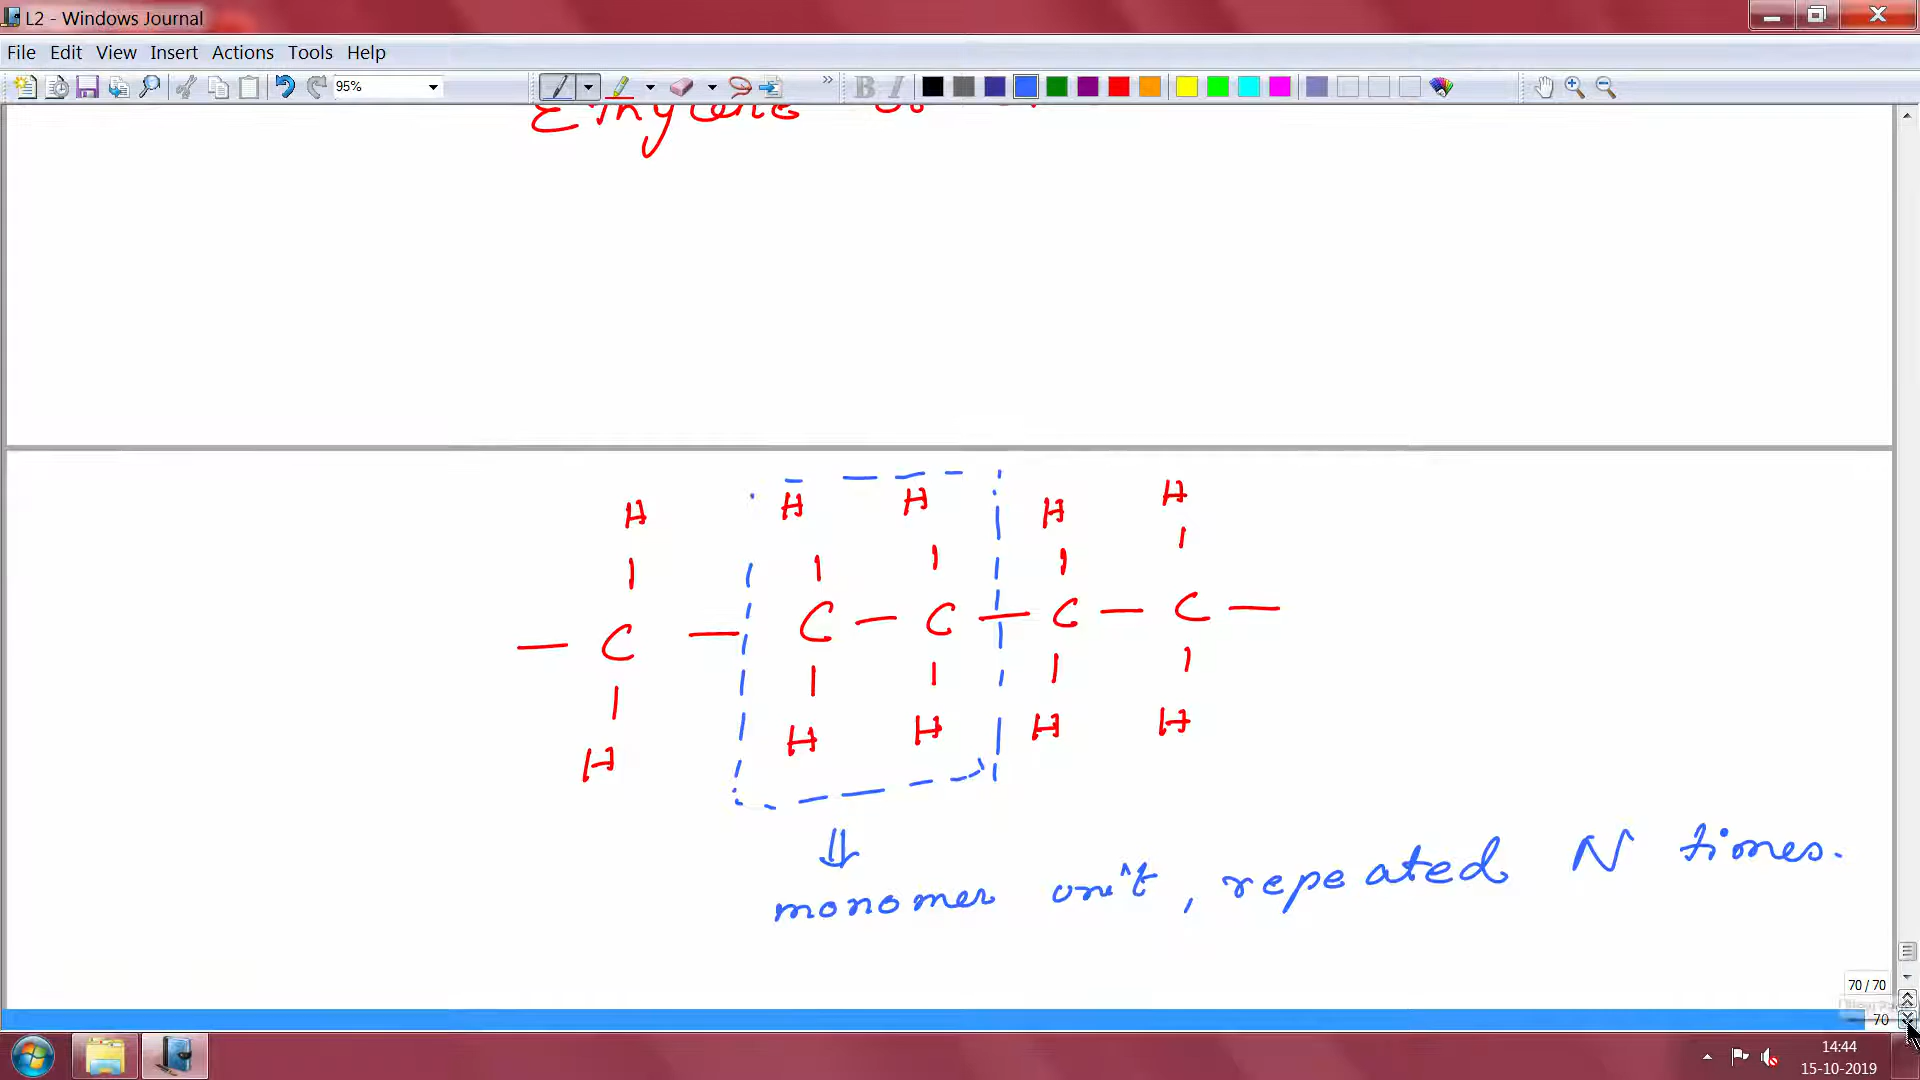 L2 - Windows Journal
File Edit View Insert Actions Tools Help
95%
Ethylene
H H H H H
— C — C — C — C — C —
H H H H H
monomer unit, repeated N times.
70 / 70
70
14:44
15-10-2019